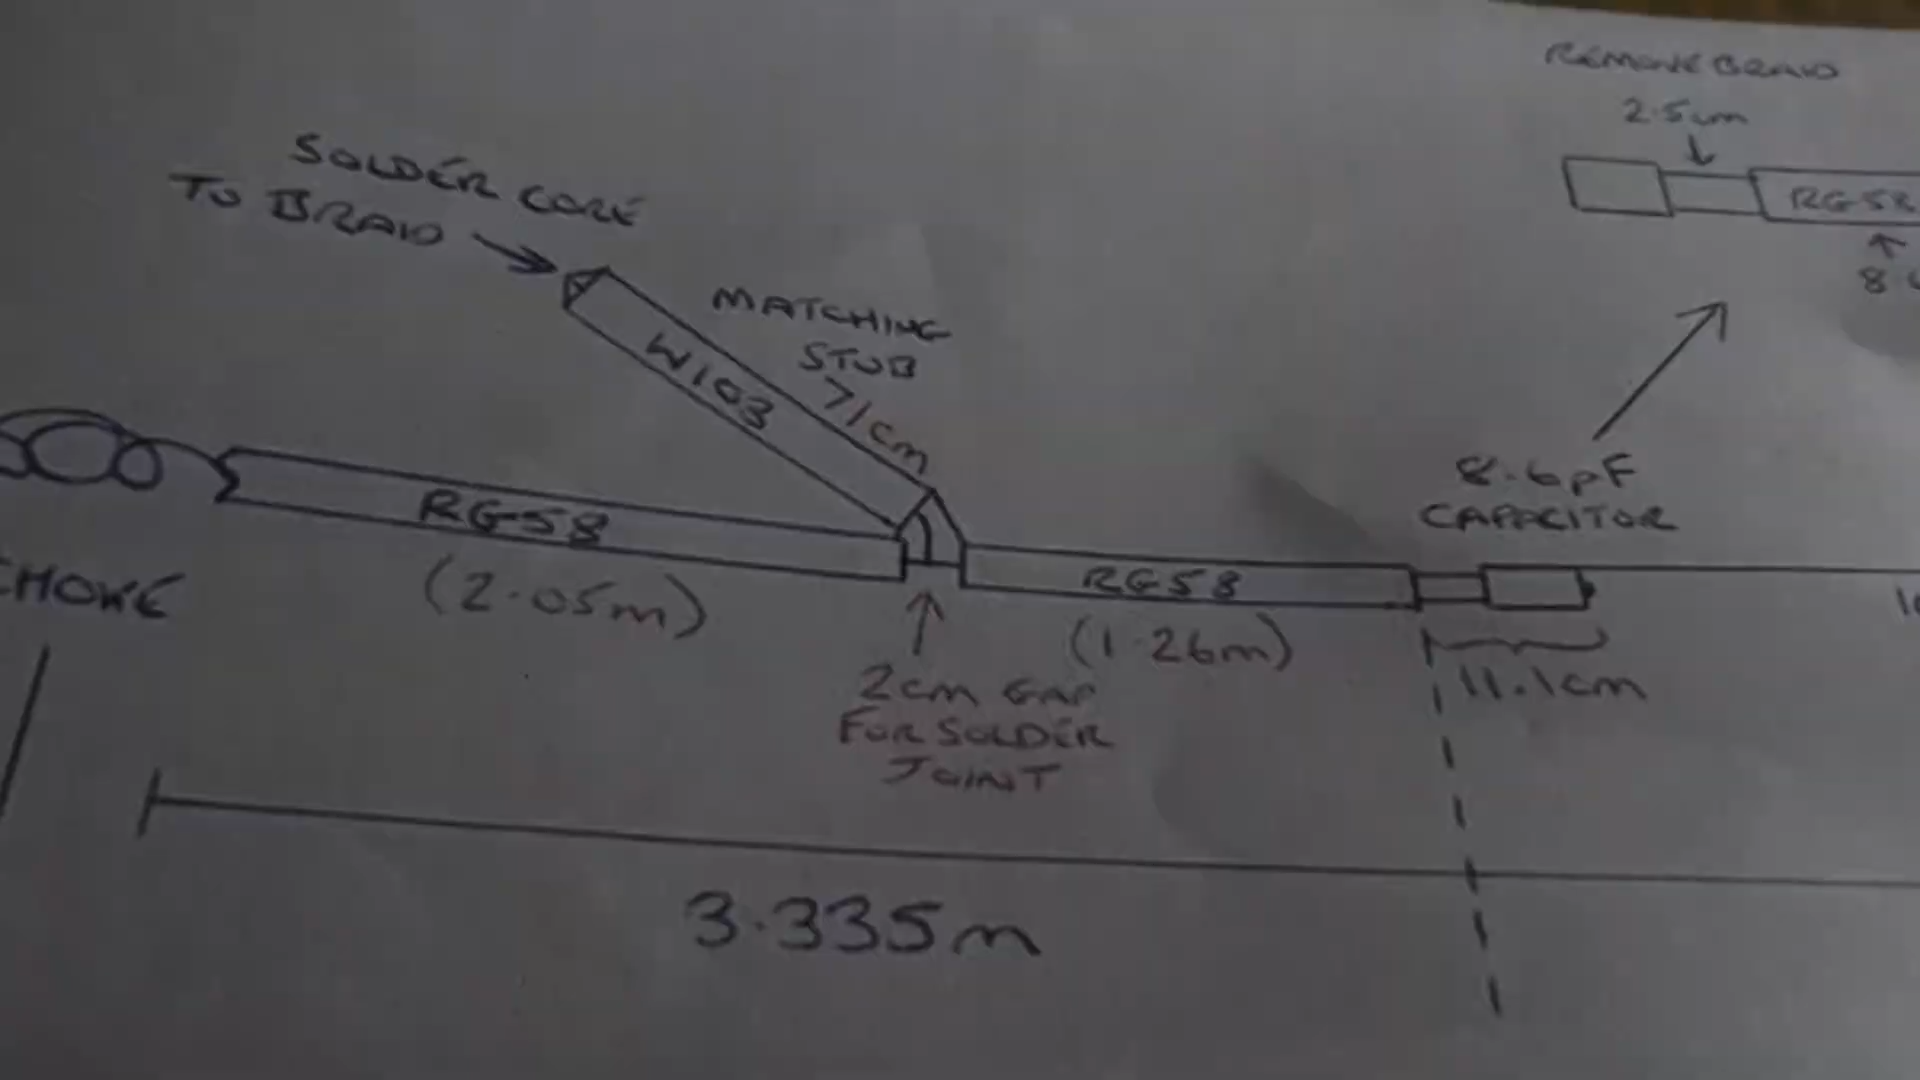 REMOVE BRAID
2.5cm
RG58
SOLDER CORE
TO BRAID
MATCHING
STUB
71cm
W103
8.6pF
CAPACITOR
RG58
(2.05m)
RG58
(1.26m)
CHOKE
2cm GAP
FOR SOLDER
JOINT
11.1cm
3.335m